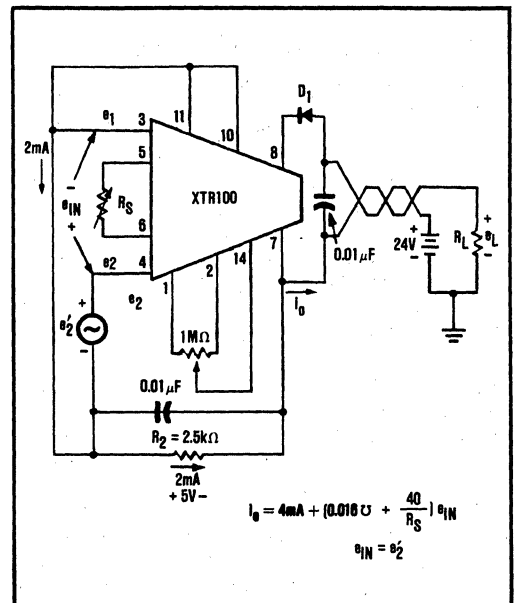 D1
11
e1
3
10
8
2mA
5
−
eIN
RS
XTR100
+
6
7
0.01µF
24V
+
−
RL
+
eL
−
e2
4
2
14
1
io
e2
+
e′2
−
1MΩ
0.01µF
R2 = 2.5kΩ
2mA
+ 5V −
io = 4mA + (0.016 ℧ + 40/RS) eIN
eIN = e′2